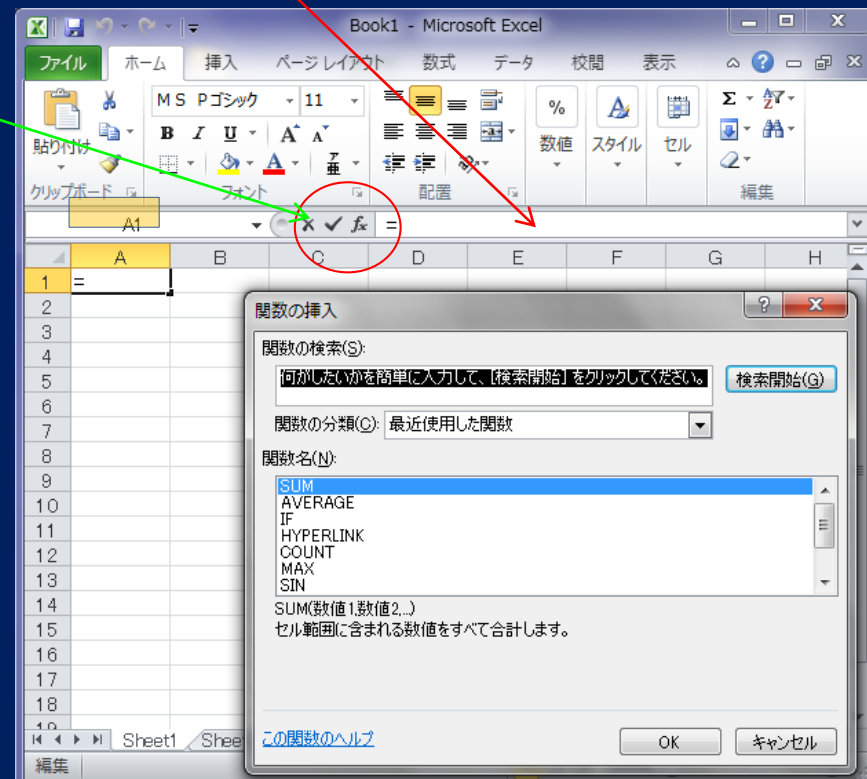 Book1 - Microsoft Excel
ファイル ホーム 挿入 ページ レイアウト 数式 データ 校閲 表示
ＭＳ Ｐゴシック 11
B I U A A
% 数値 スタイル セル Σ
貼り付け
クリップボード フォント 配置 編集
A1 fx =
A B C D E F G H
1 =
2
3
4
5
6
7
8
9
10
11
12
13
14
15
16
17
18
19
関数の挿入
関数の検索(S):
何がしたいかを簡単に入力して、[検索開始] をクリックしてください。
検索開始(G)
関数の分類(C): 最近使用した関数
関数名(N):
SUM
AVERAGE
IF
HYPERLINK
COUNT
MAX
SIN
SUM(数値1,数値2,...)
セル範囲に含まれる数値をすべて合計します。
この関数のヘルプ OK キャンセル
Sheet1 Shee
編集